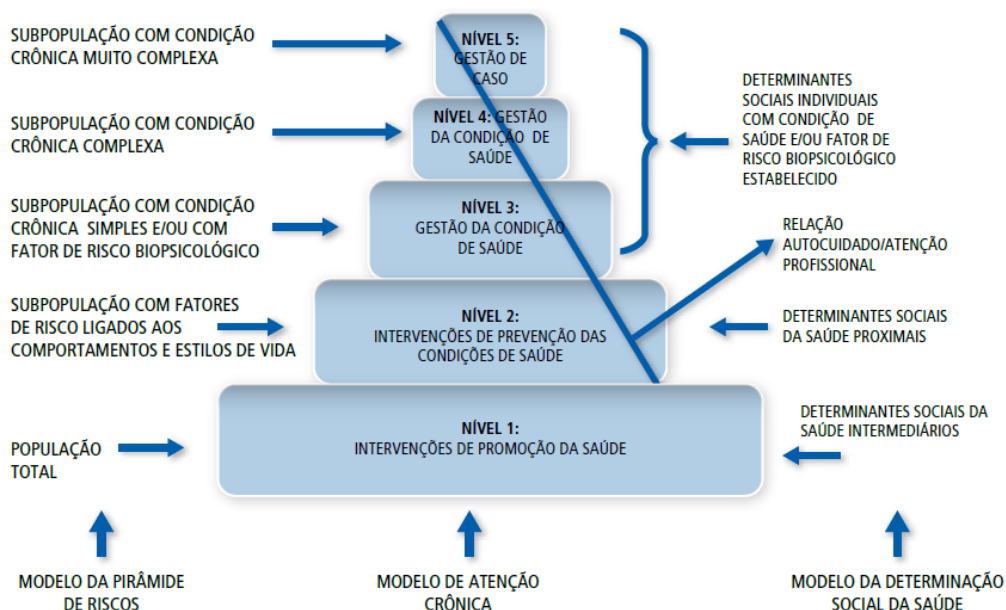 SUBPOPULAÇÃO COM CONDIÇÃO
CRÔNICA MUITO COMPLEXA
SUBPOPULAÇÃO COM CONDIÇÃO
CRÔNICA COMPLEXA
SUBPOPULAÇÃO COM CONDIÇÃO
CRÔNICA SIMPLES E/OU COM
FATOR DE RISCO BIOPSICOLÓGICO
SUBPOPULAÇÃO COM FATORES
DE RISCO LIGADOS AOS
COMPORTAMENTOS E ESTILOS DE VIDA
POPULAÇÃO
TOTAL
MODELO DA PIRÂMIDE
DE RISCOS
NÍVEL 5:
GESTÃO DE
CASO
NÍVEL 4: GESTÃO
DA CONDIÇÃO DE
SAÚDE
NÍVEL 3:
GESTÃO DA CONDIÇÃO
DE SAÚDE
NÍVEL 2:
INTERVENÇÕES DE PREVENÇÃO DAS
CONDIÇÕES DE SAÚDE
NÍVEL 1:
INTERVENÇÕES DE PROMOÇÃO DA SAÚDE
MODELO DE ATENÇÃO
CRÔNICA
DETERMINANTES
SOCIAIS INDIVIDUAIS
COM CONDIÇÃO DE
SAÚDE E/OU FATOR DE
RISCO BIOPSICOLÓGICO
ESTABELECIDO
RELAÇÃO
AUTOCUIDADO/ATENÇÃO
PROFISSIONAL
DETERMINANTES SOCIAIS
DA SAÚDE PROXIMAIS
DETERMINANTES SOCIAIS DA
SAÚDE INTERMEDIÁRIOS
MODELO DA DETERMINAÇÃO
SOCIAL DA SAÚDE